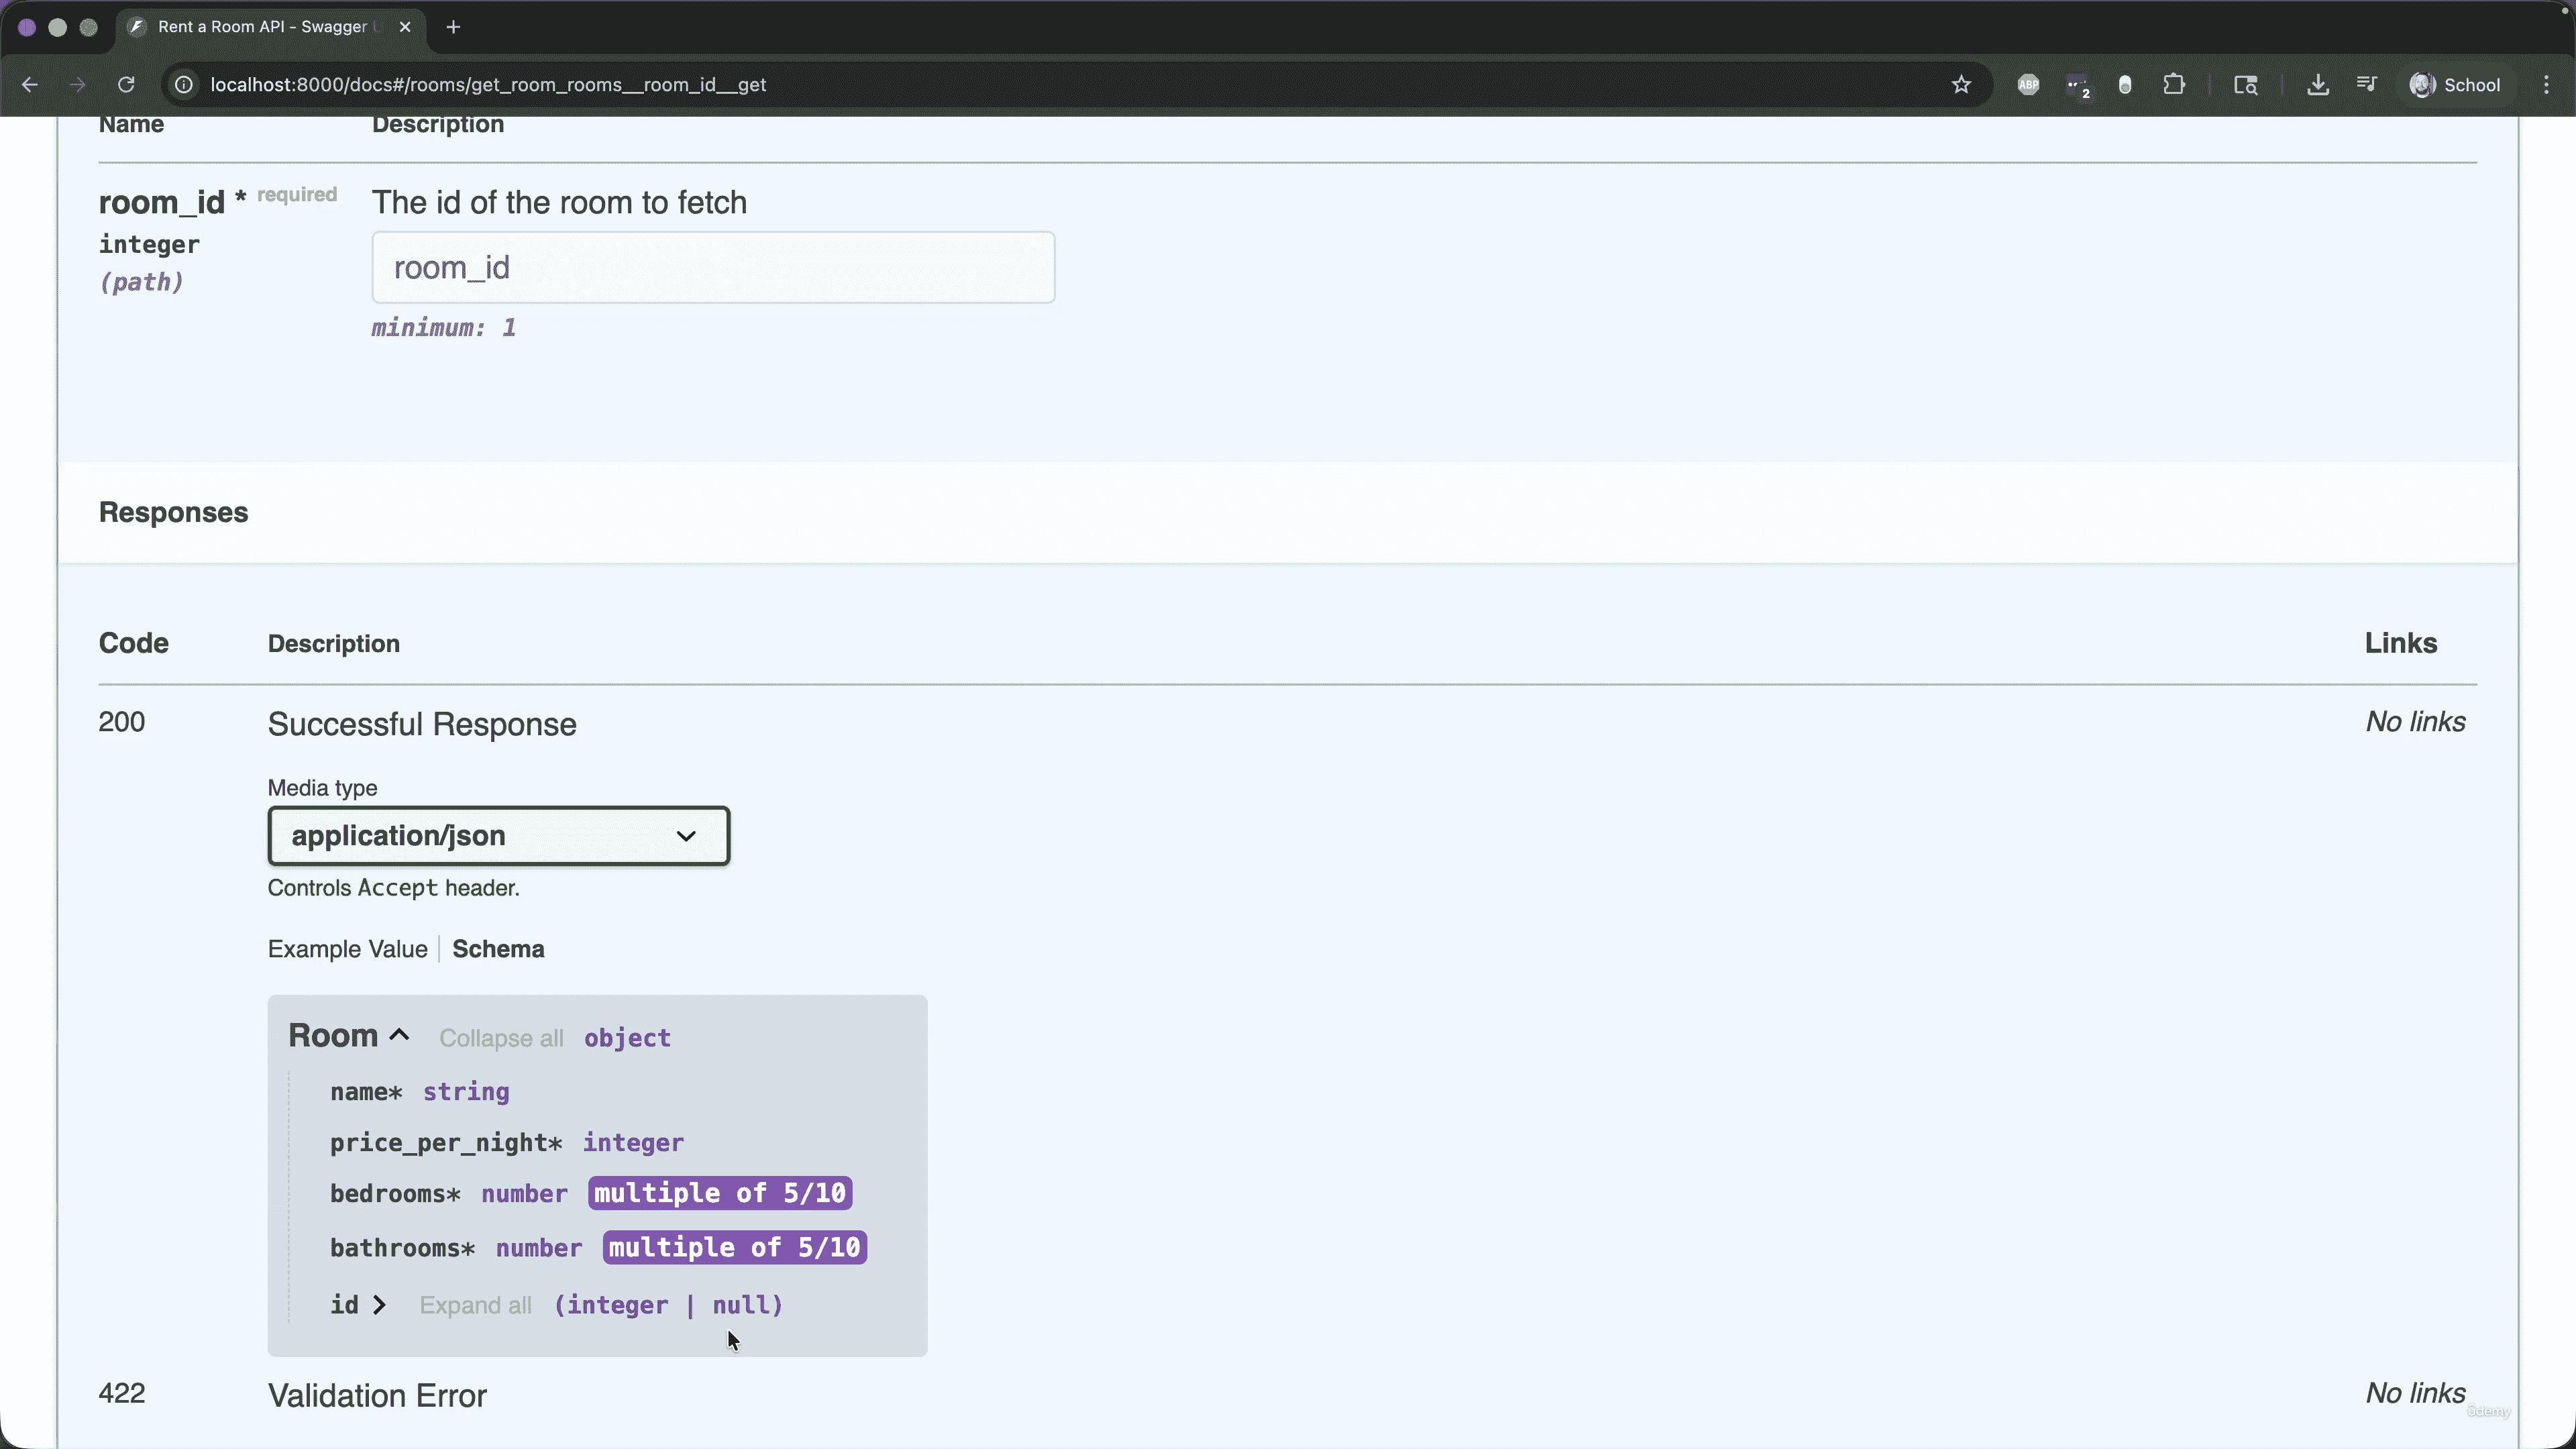 Rent a Room API - Swagger U
localhost:8000/docs#/rooms/get_room_rooms__room_id__get
ABP
2
School
Name Description
room_id * required
The id of the room to fetch
integer
room_id
(path)
minimum: 1
Responses
Code Description Links
200 Successful Response No links
Media type
application/json
Controls Accept header.
Example Value Schema
Room Collapse all object
name* string
price_per_night* integer
bedrooms* number multiple of 5/10
bathrooms* number multiple of 5/10
id Expand all (integer | null)
422 Validation Error No links
ûdemy